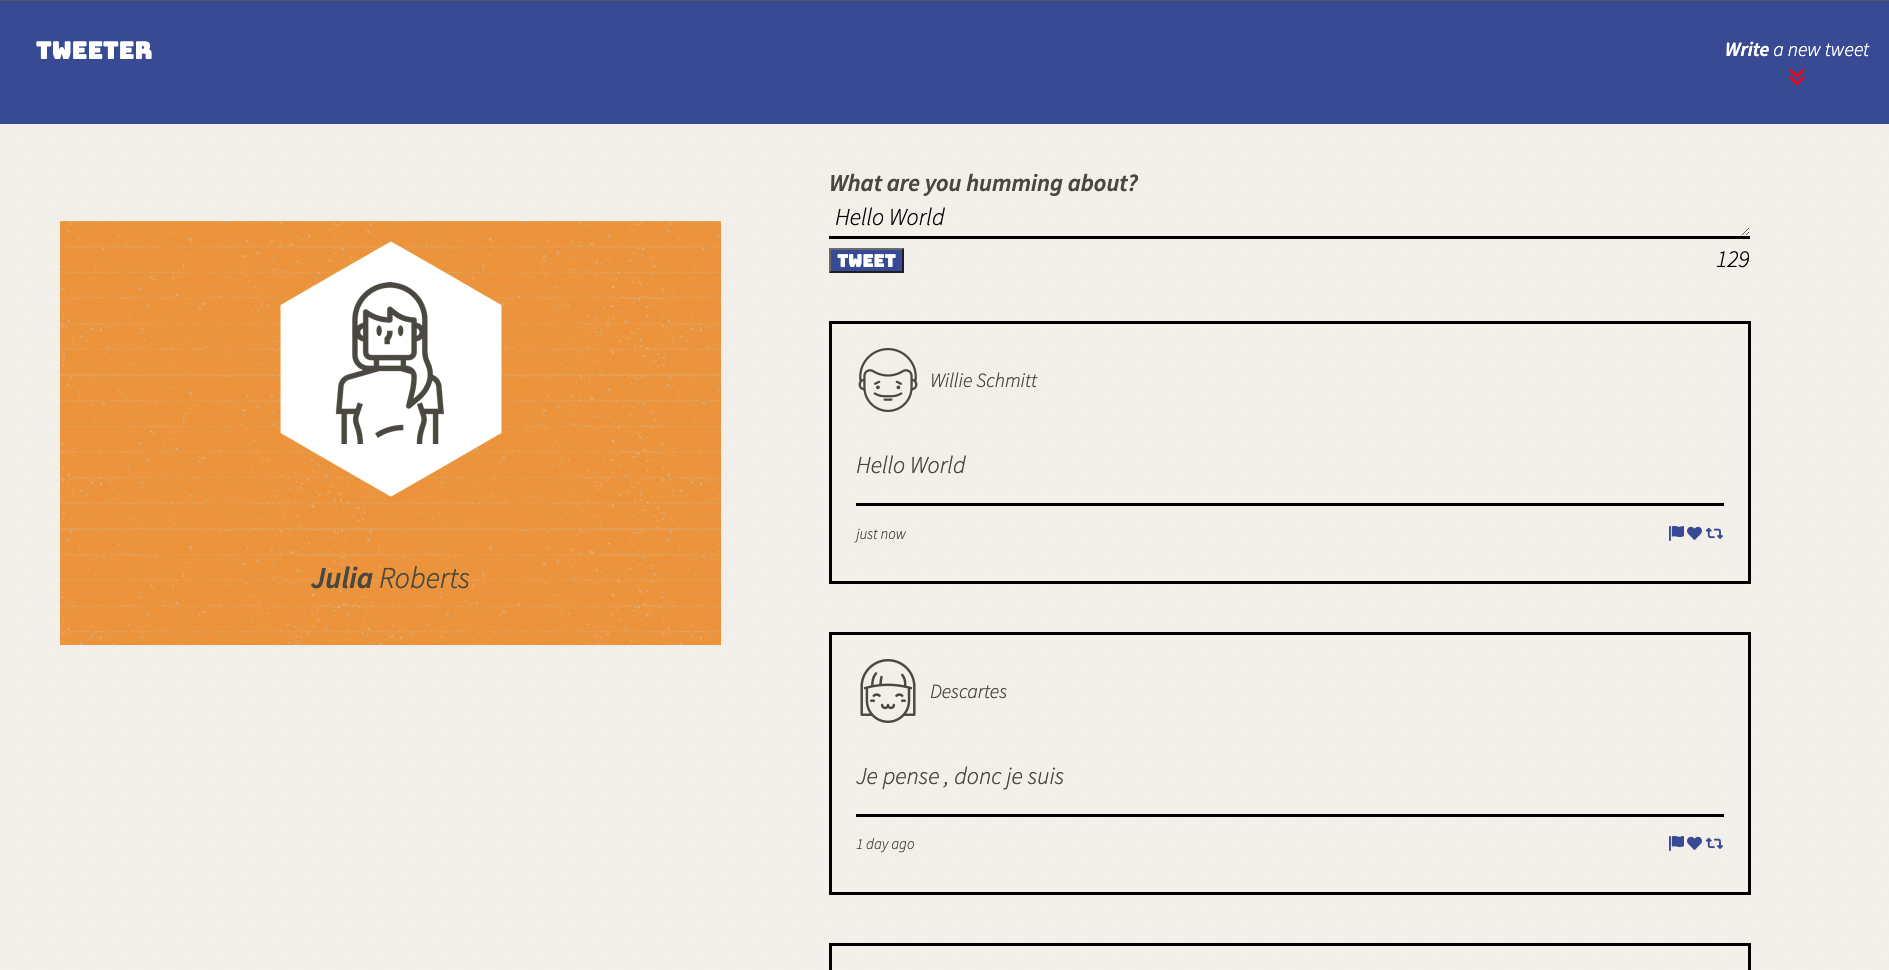 TWEETER
Write a new tweet
Julia Roberts
What are you humming about?
Hello World
TWEET
129
Willie Schmitt
Hello World
just now
Descartes
Je pense , donc je suis
1 day ago